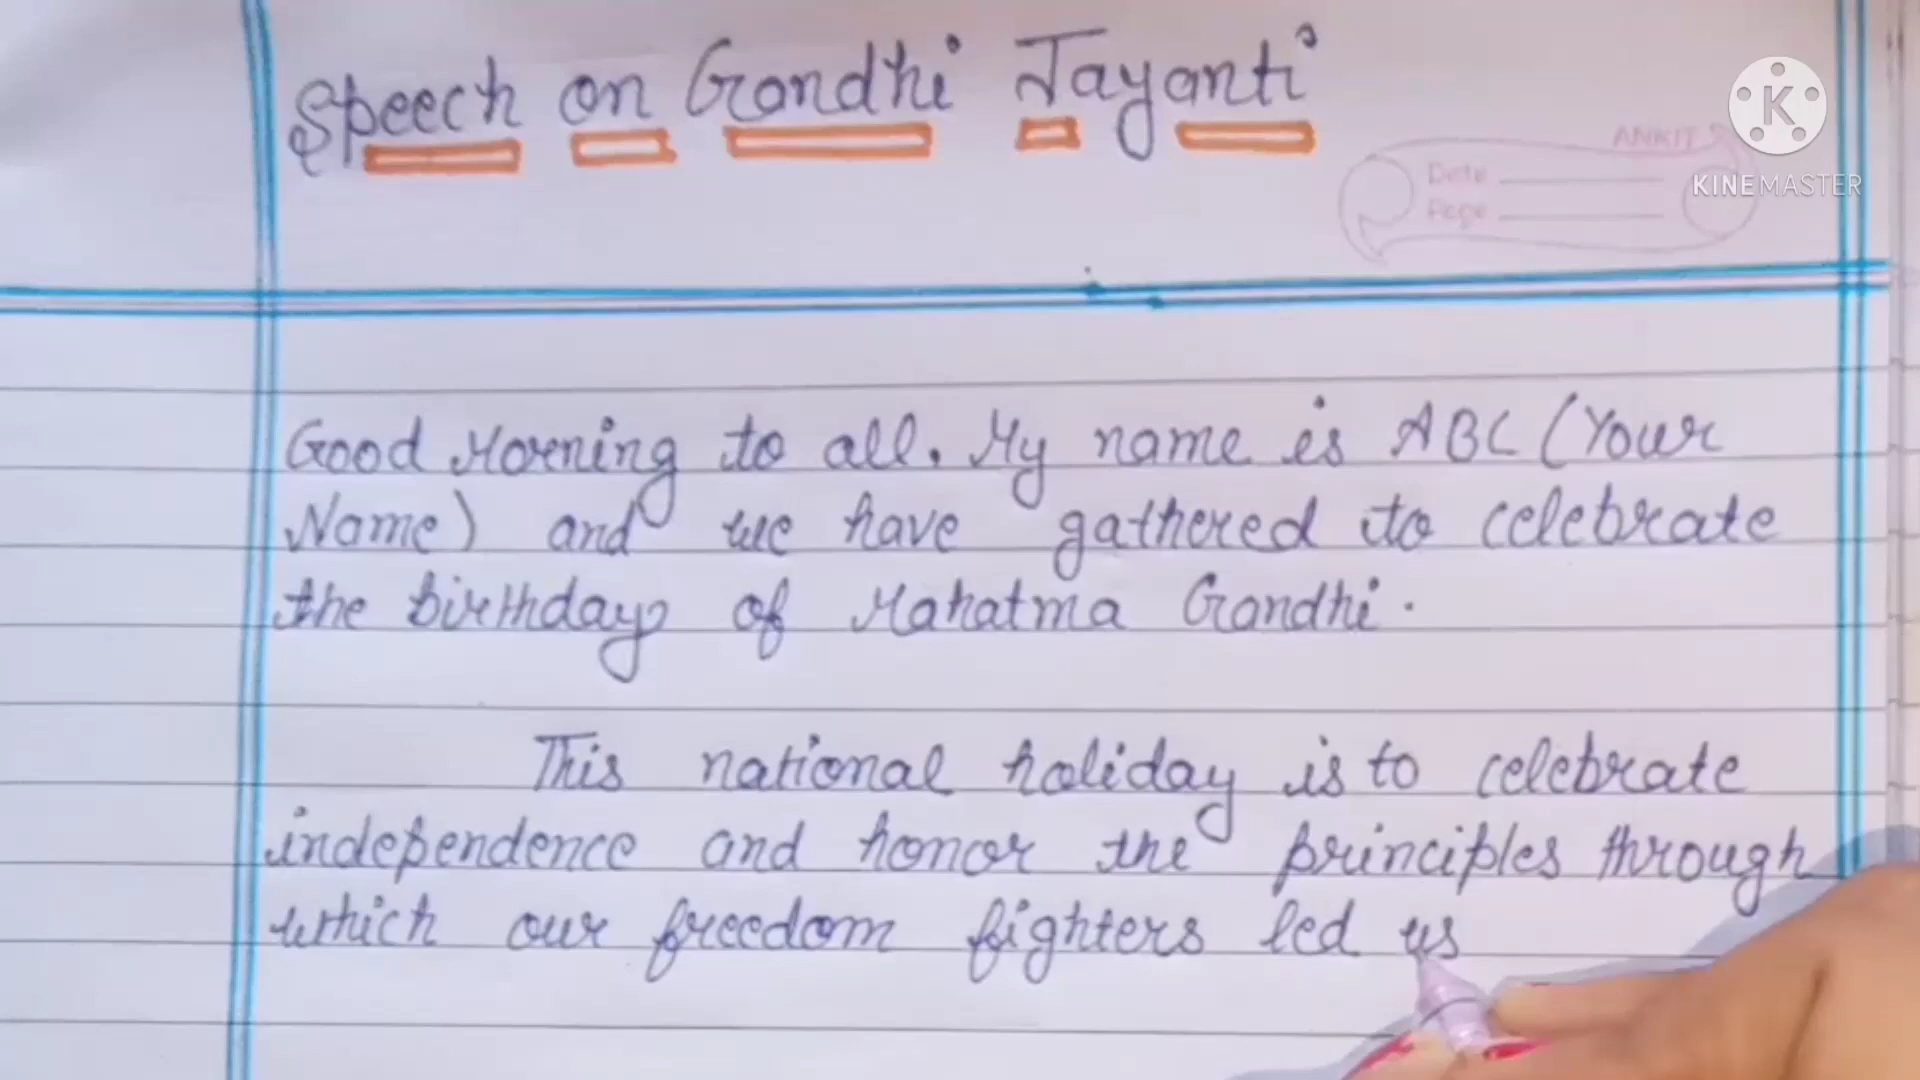 Speech on Gandhi Jayanti
K
KINEMASTER
Date
Page
Good Morning to all. My name is ABC (Your
Name) and we have gathered to celebrate
the birthday of Mahatma Gandhi.
This national holiday is to celebrate
independence and honor the principles through
which our freedom fighters led us